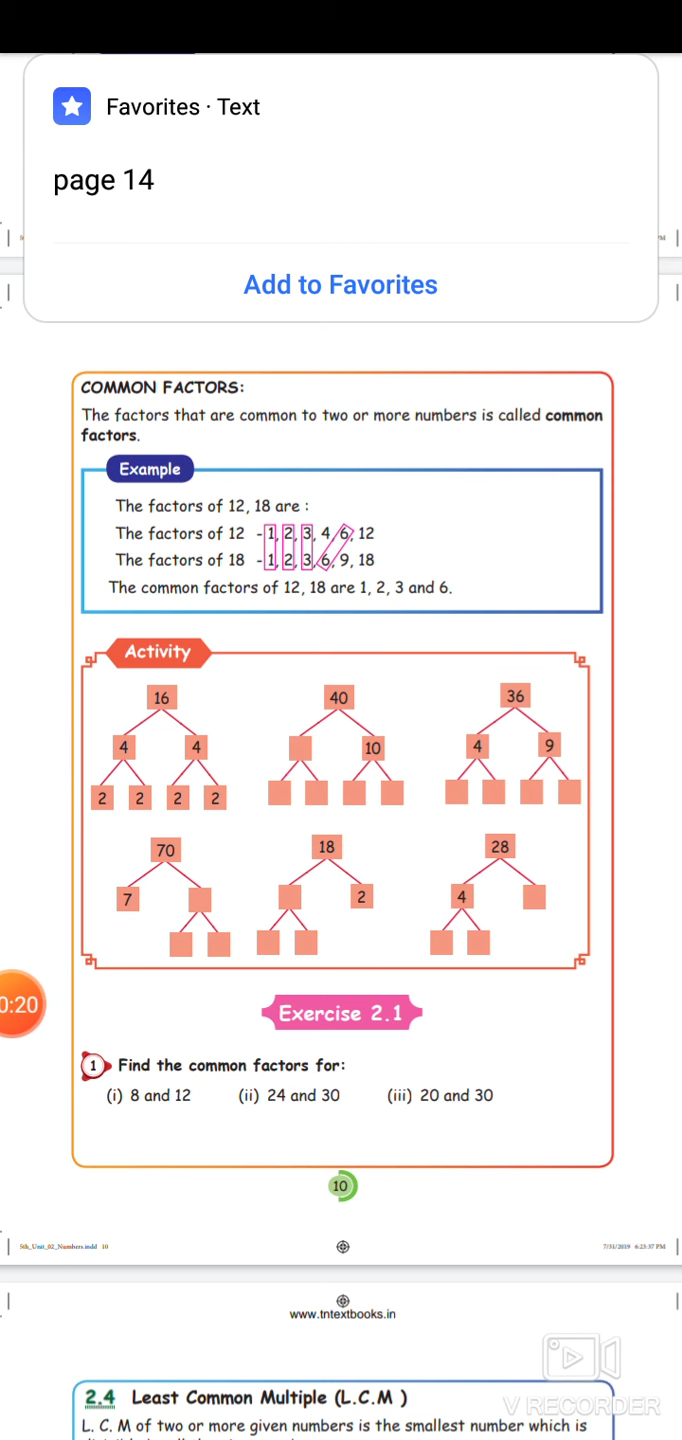 Favorites · Text
page 14
Add to Favorites
COMMON FACTORS:
The factors that are common to two or more numbers is called common
factors.
Example
The factors of 12, 18 are :
The factors of 12 - 1, 2, 3, 4, 6, 12
The factors of 18 - 1, 2, 3, 6, 9, 18
The common factors of 12, 18 are 1, 2, 3 and 6.
Activity
16 40 36
4 4 10 4 9
2 2 2 2
70 18 28
7 2 4
0:20
Exercise 2.1
1 Find the common factors for:
(i) 8 and 12 (ii) 24 and 30 (iii) 20 and 30
10
5th_Unit_02_Numbers.indd 10 7/31/2019 6:23:37 PM
www.tntextbooks.in
2.4 Least Common Multiple (L.C.M )
L. C. M of two or more given numbers is the smallest number which is
V RECORDER